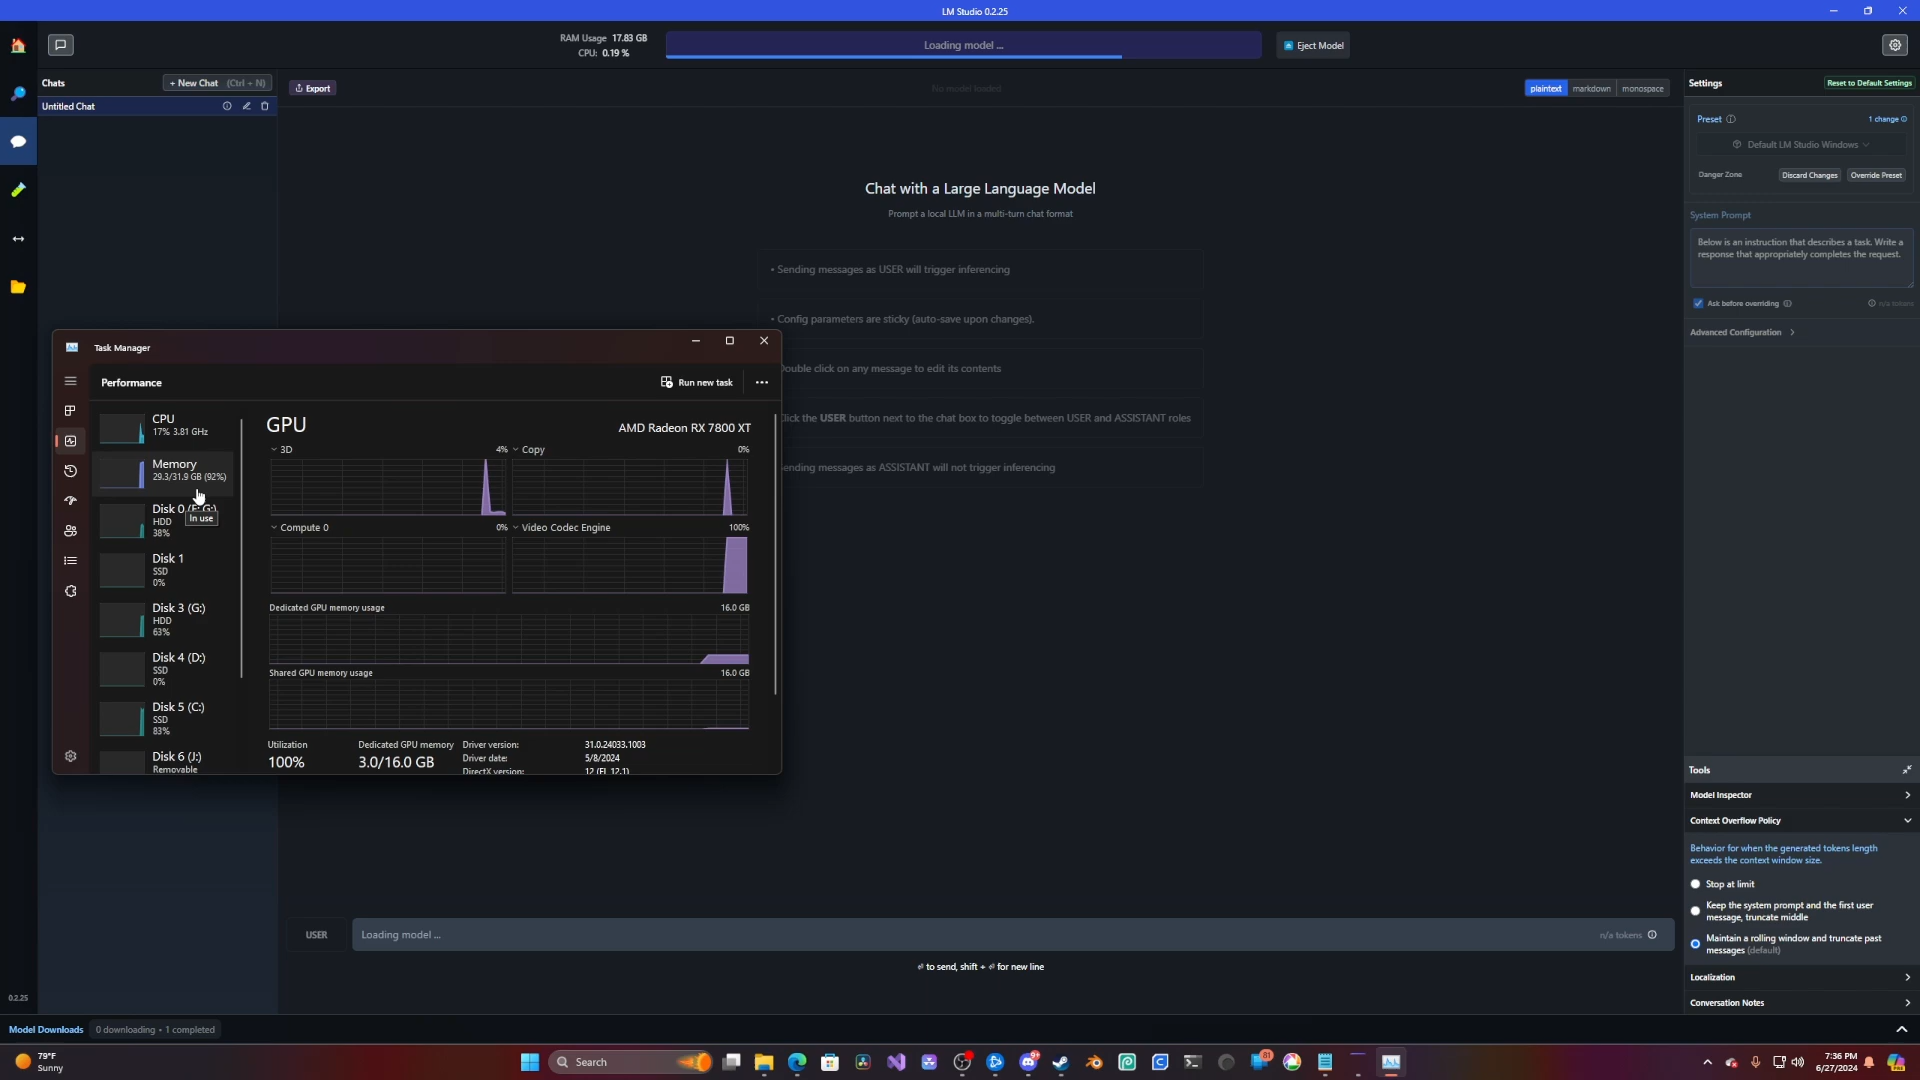 LM Studio 0.2.25
RAM Usage 17.83 GB
CPU: 0.19 %
Loading model ...
Eject Model
Chats
+ New Chat (Ctrl + N)
Untitled Chat
Export
No model loaded
plaintext
markdown
monospace
Settings
Reset to Default Settings
Preset
1 change
Default LM Studio Windows
Danger Zone
Discard Changes
Override Preset
System Prompt
Below is an instruction that describes a task. Write a
response that appropriately completes the request.
Ask before overriding
n/a tokens
Advanced Configuration
Chat with a Large Language Model
Prompt a local LLM in a multi-turn chat format
• Sending messages as USER will trigger inferencing
• Config parameters are sticky (auto-save upon changes).
ouble click on any message to edit its contents
lick the USER button next to the chat box to toggle between USER and ASSISTANT roles
ending messages as ASSISTANT will not trigger inferencing
Task Manager
Performance
Run new task
CPU
17% 3.81 GHz
Memory
29.3/31.9 GB (92%)
Disk 0 (F: G:)
HDD
38%
In use
Disk 1
SSD
0%
Disk 3 (G:)
HDD
63%
Disk 4 (D:)
SSD
0%
Disk 5 (C:)
SSD
83%
Disk 6 (J:)
Removable
GPU
AMD Radeon RX 7800 XT
3D
4%
Copy
0%
Compute 0
0%
Video Codec Engine
100%
Dedicated GPU memory usage
16.0 GB
Shared GPU memory usage
16.0 GB
Utilization
100%
Dedicated GPU memory
3.0/16.0 GB
Driver version:
31.0.24033.1003
Driver date:
5/8/2024
DirectX version:
12 (FL 12.1)
Tools
Model Inspector
Context Overflow Policy
Behavior for when the generated tokens length
exceeds the context window size.
Stop at limit
Keep the system prompt and the first user
message, truncate middle
Maintain a rolling window and truncate past
messages (default)
Localization
Conversation Notes
USER
Loading model ...
n/a tokens
⏎ to send, shift + ⏎ for new line
0.2.25
Model Downloads
0 downloading • 1 completed
79°F
Sunny
Search
81
7:36 PM
6/27/2024